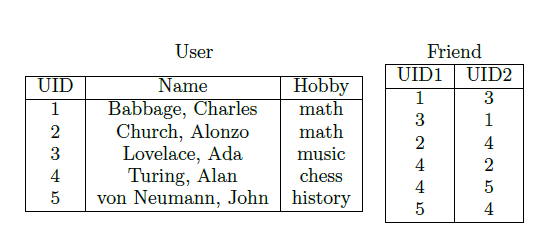 User
UID Name Hobby
1 Babbage, Charles math
2 Church, Alonzo math
3 Lovelace, Ada music
4 Turing, Alan chess
5 von Neumann, John history
Friend
UID1 UID2
1 3
3 1
2 4
4 2
4 5
5 4